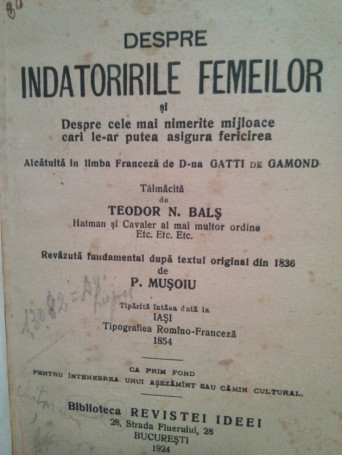 DESPRE
INDATORIRILE FEMEILOR
și
Despre cele mai nimerite mijloace
cari le-ar putea asigura fericirea
Alcătuită in limba Franceză de D-na GATTI DE GAMOND
Tălmăcită
de
TEODOR N. BALȘ
Hatman și Cavaler al mai multor ordine
Etc. Etc. Etc.
Revăzută fundamental după textul original din 1836
de
P. MUȘOIU
Tipărită întăea dată la
IAȘI
Tipografiea Romîno-Franceză
1854
CA PRIM FOND
PENTRU ÎNTEMEEREA UNUI AȘEZĂMÎNT SAU CĂMIN CULTURAL.
Biblioteca REVISTEI IDEEI
28, Strada Fluerului, 28
BUCUREȘTI
1924